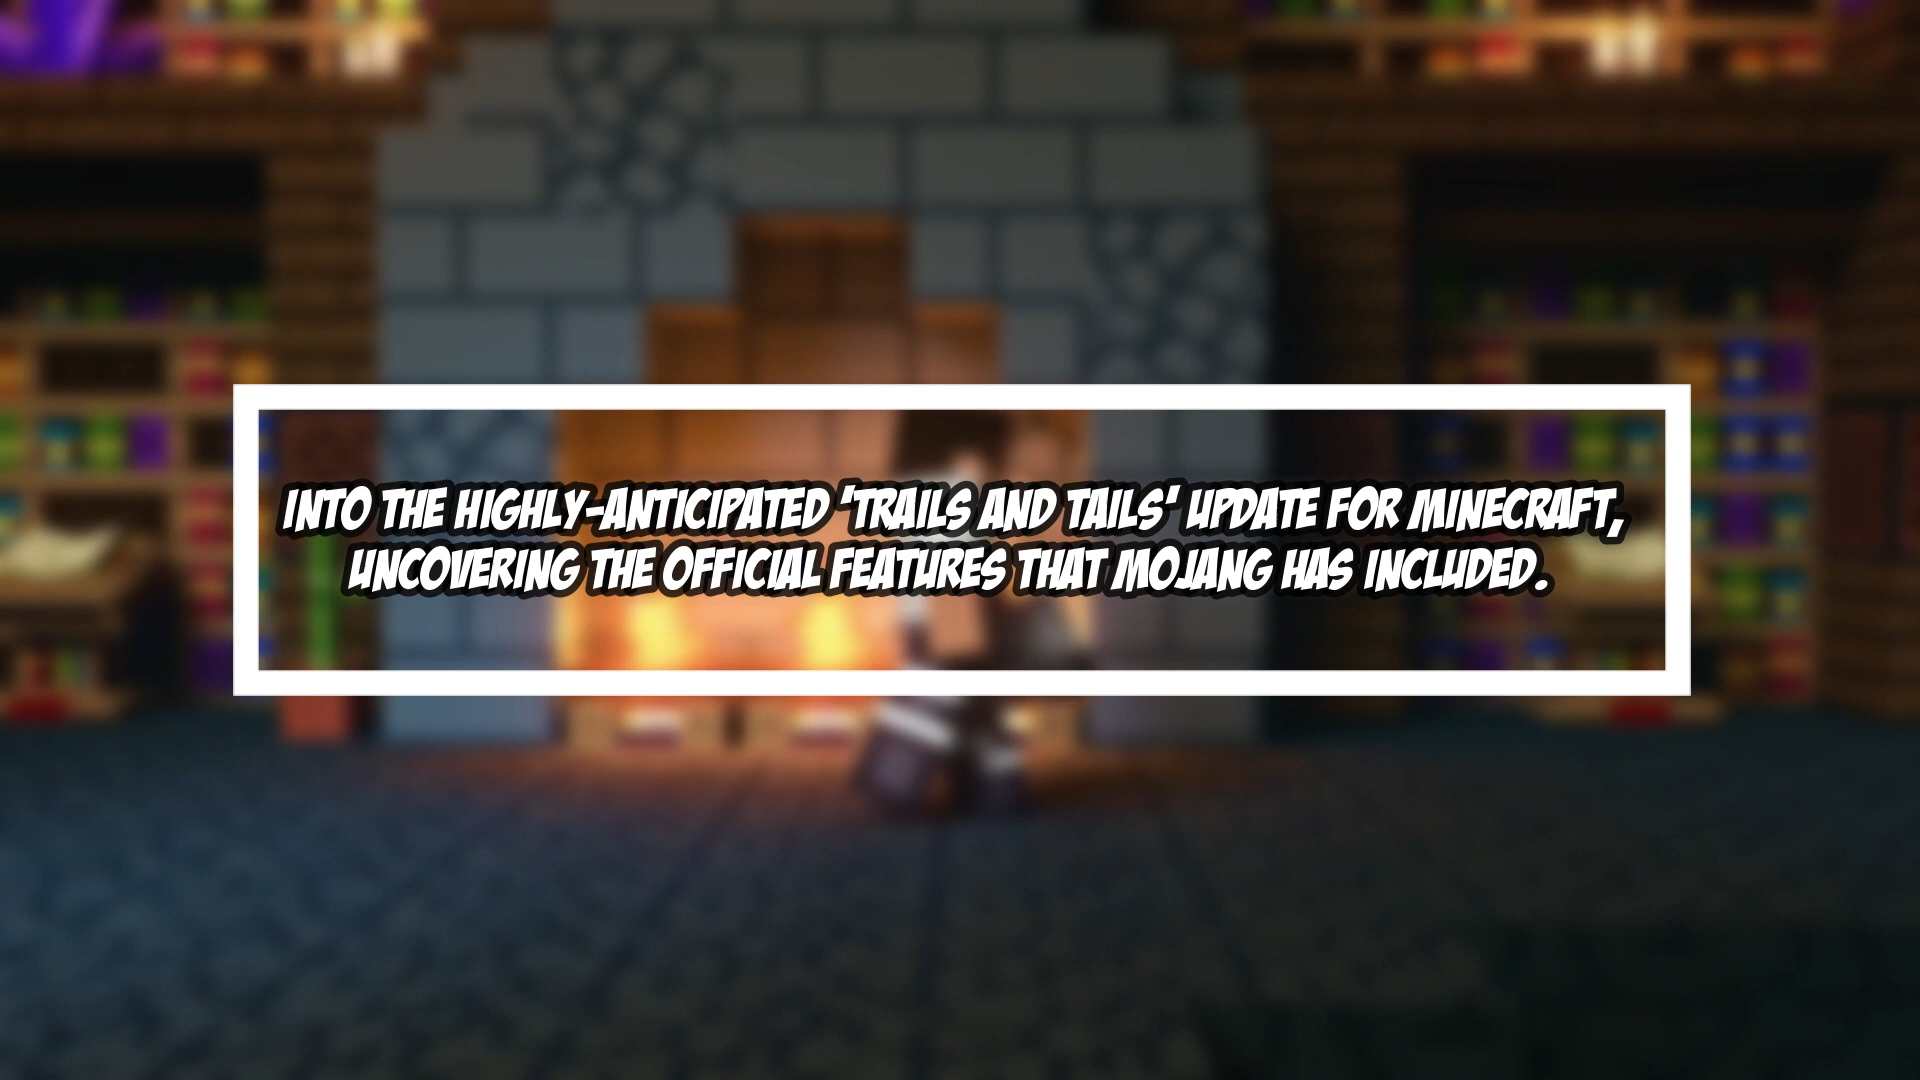 INTO THE HIGHLY-ANTICIPATED 'TRAILS AND TAILS' UPDATE FOR MINECRAFT,
UNCOVERING THE OFFICIAL FEATURES THAT MOJANG HAS INCLUDED.